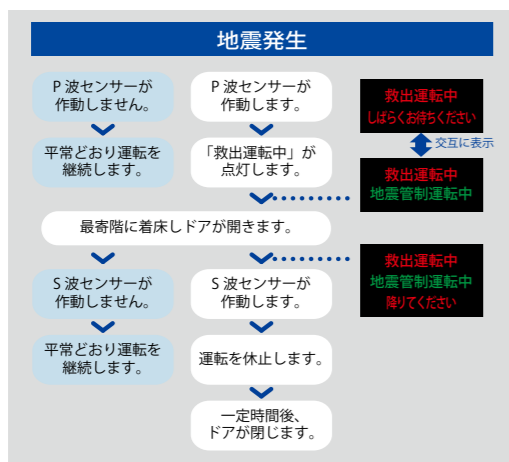 地震発生
P 波センサーが
作動しません。
P 波センサーが
作動します。
救出運転中
しばらくお待ちください
交互に表示
平常どおり運転を
継続します。
「救出運転中」が
点灯します。
救出運転中
地震管制運転中
最寄階に着床しドアが開きます。
救出運転中
地震管制運転中
降りてください
S 波センサーが
作動しません。
S 波センサーが
作動します。
平常どおり運転を
継続します。
運転を休止します。
一定時間後、
ドアが閉じます。